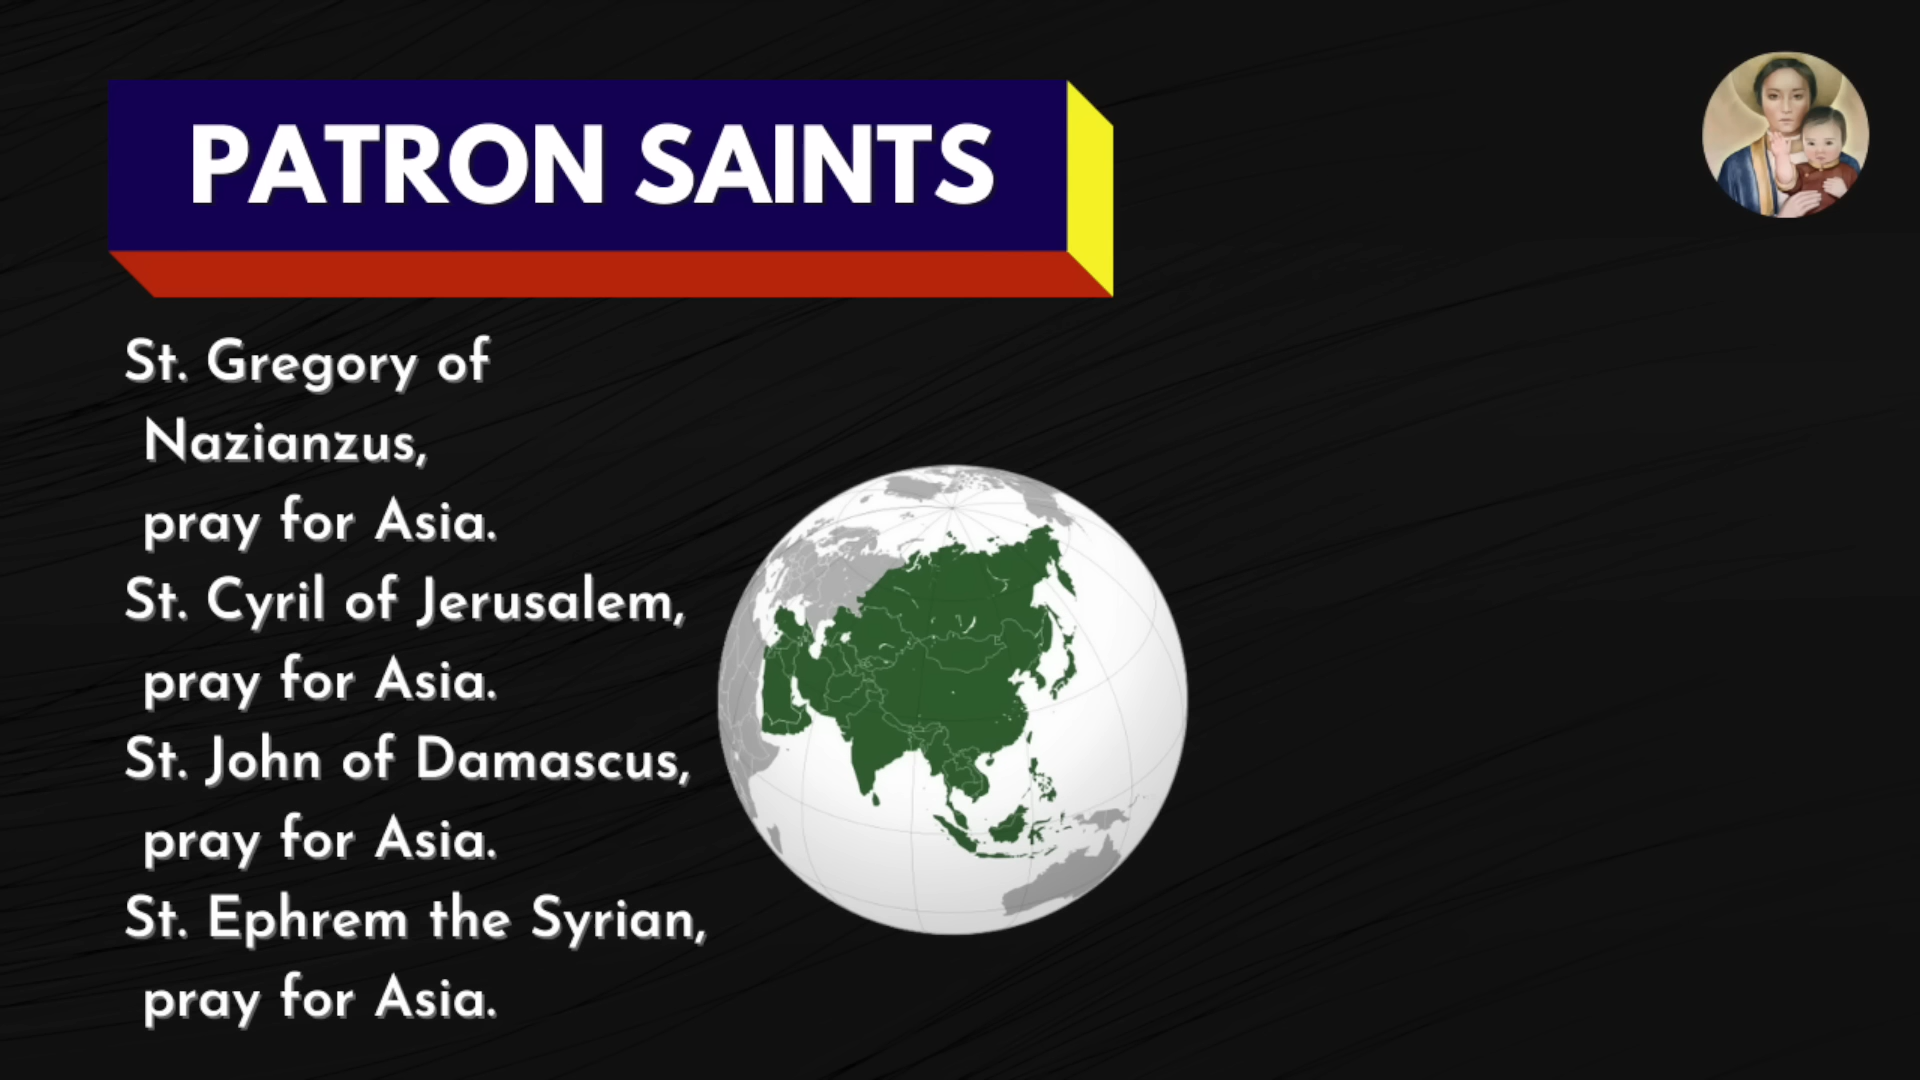 PATRON SAINTS
St. Gregory of
Nazianzus,
pray for Asia.
St. Cyril of Jerusalem,
pray for Asia.
St. John of Damascus,
pray for Asia.
St. Ephrem the Syrian,
pray for Asia.